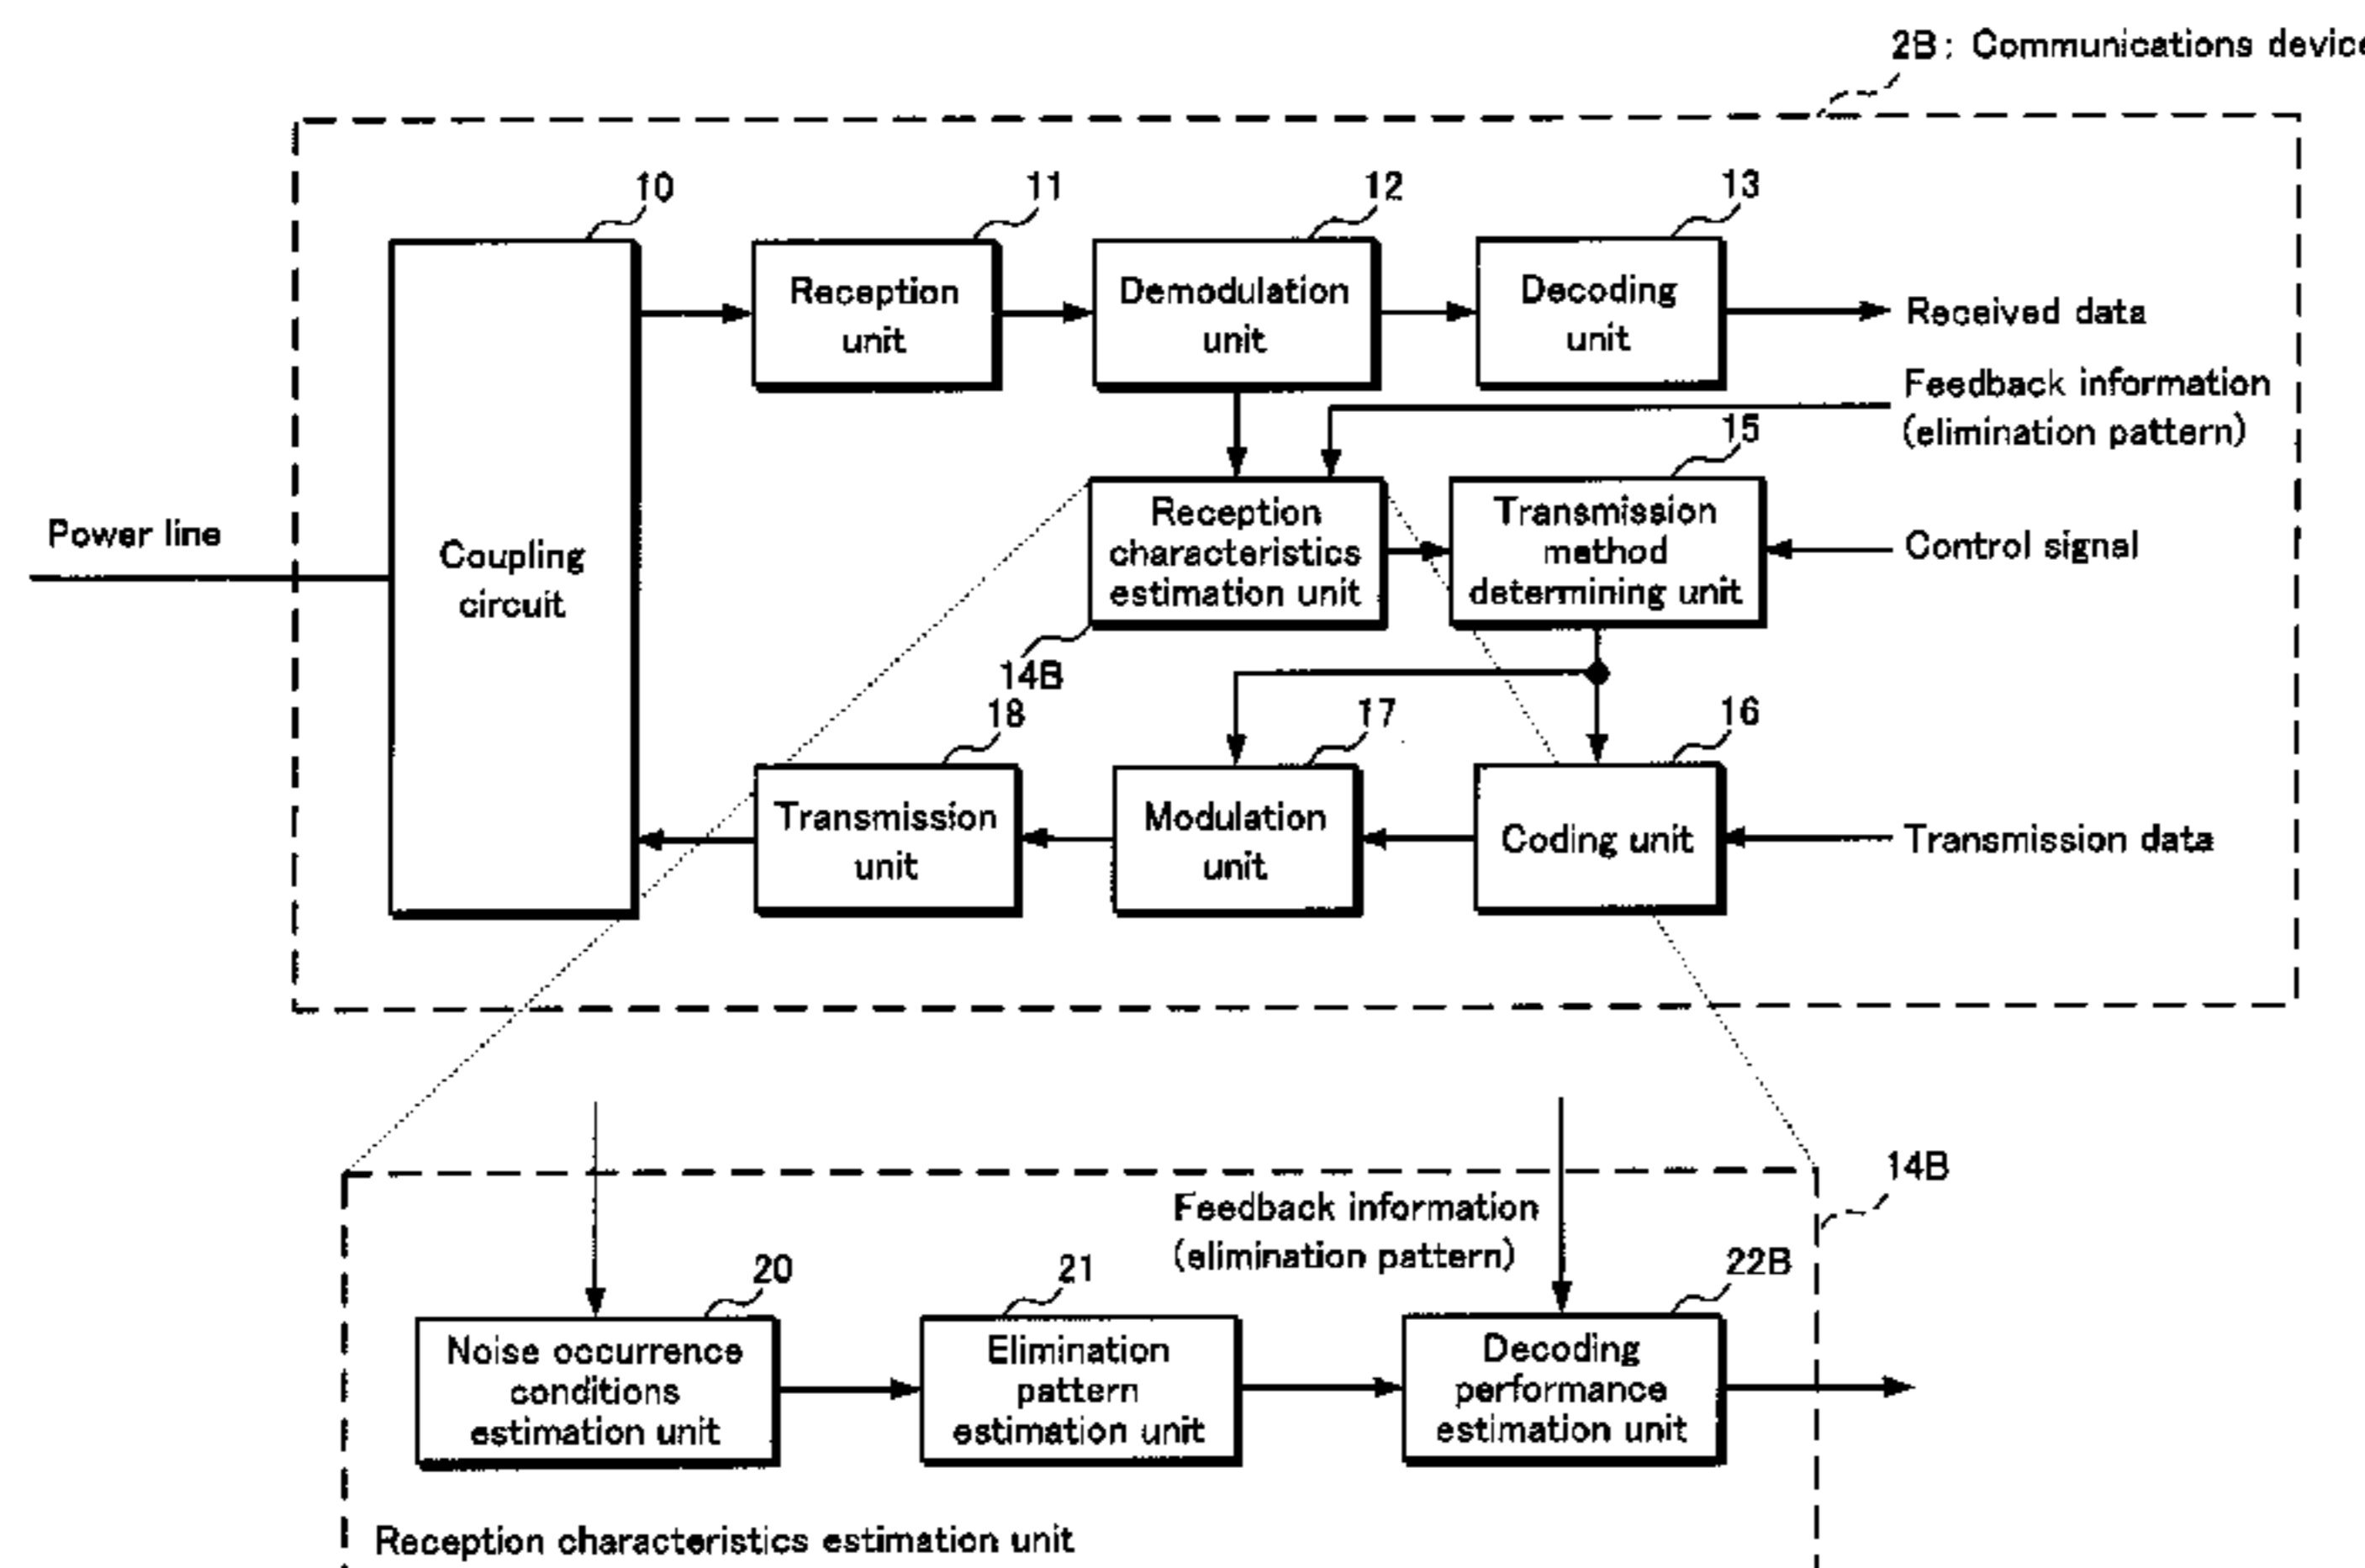 2B: Communications device
10
11
12
13
Reception
unit
Demodulation
unit
Decoding
unit
Received data
Feedback information
(elimination pattern)
15
Power line
Coupling
circuit
Reception
characteristics
estimation unit
Transmission
method
determining unit
Control signal
14B
18
17
16
Transmission
unit
Modulation
unit
Coding unit
Transmission data
14B
Feedback information
(elimination pattern)
20
21
22B
Noise occurrence
conditions
estimation unit
Elimination
pattern
estimation unit
Decoding
performance
estimation unit
Reception characteristics estimation unit